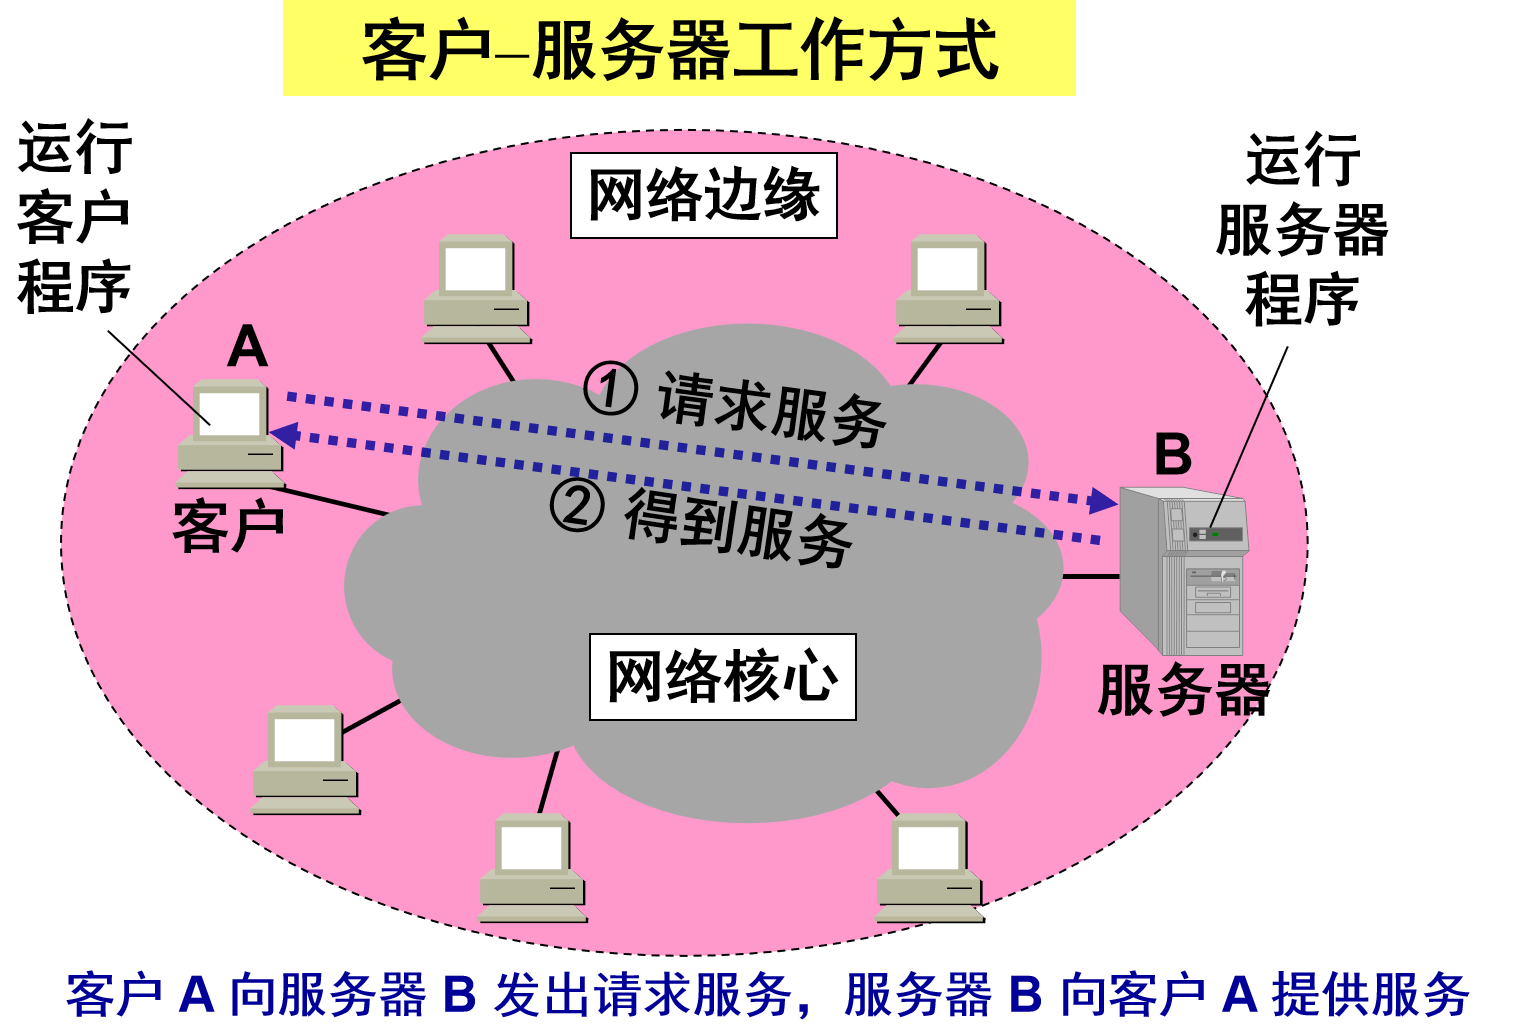 客户–服务器工作方式
运行
客户
程序
网络边缘
运行
服务器
程序
A
① 请求服务
B
② 得到服务
客户
网络核心
服务器
客户 A 向服务器 B 发出请求服务，服务器 B 向客户 A 提供服务